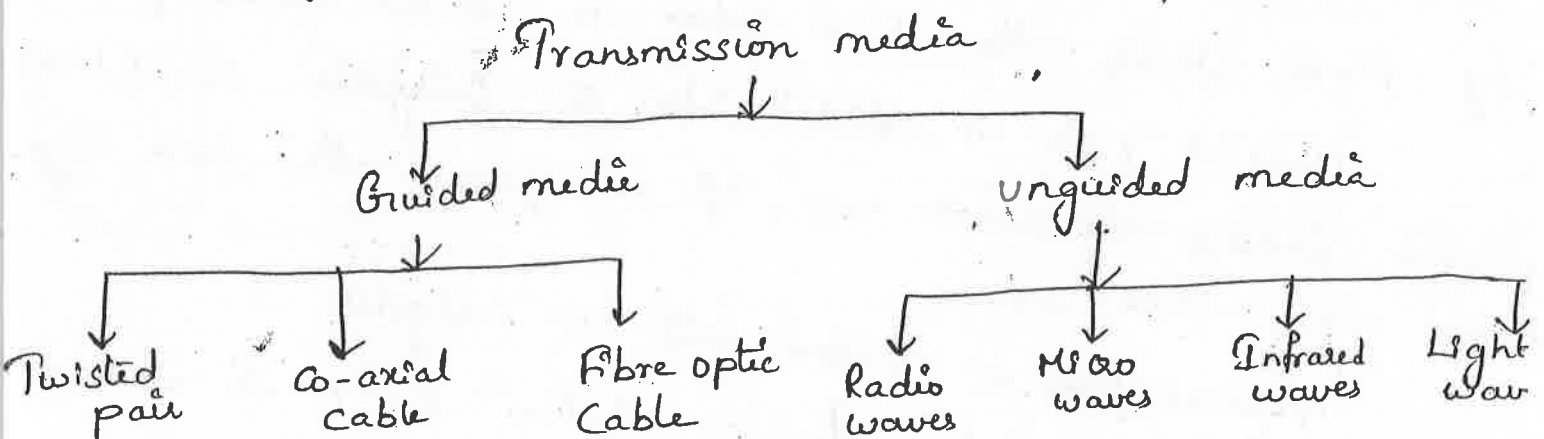 Transmission media
Guided media
unguided media
Twisted
pair
Co-axial
cable
Fibre optic
Cable
Radio
waves
Micro
waves
Infrared
waves
Light
wav